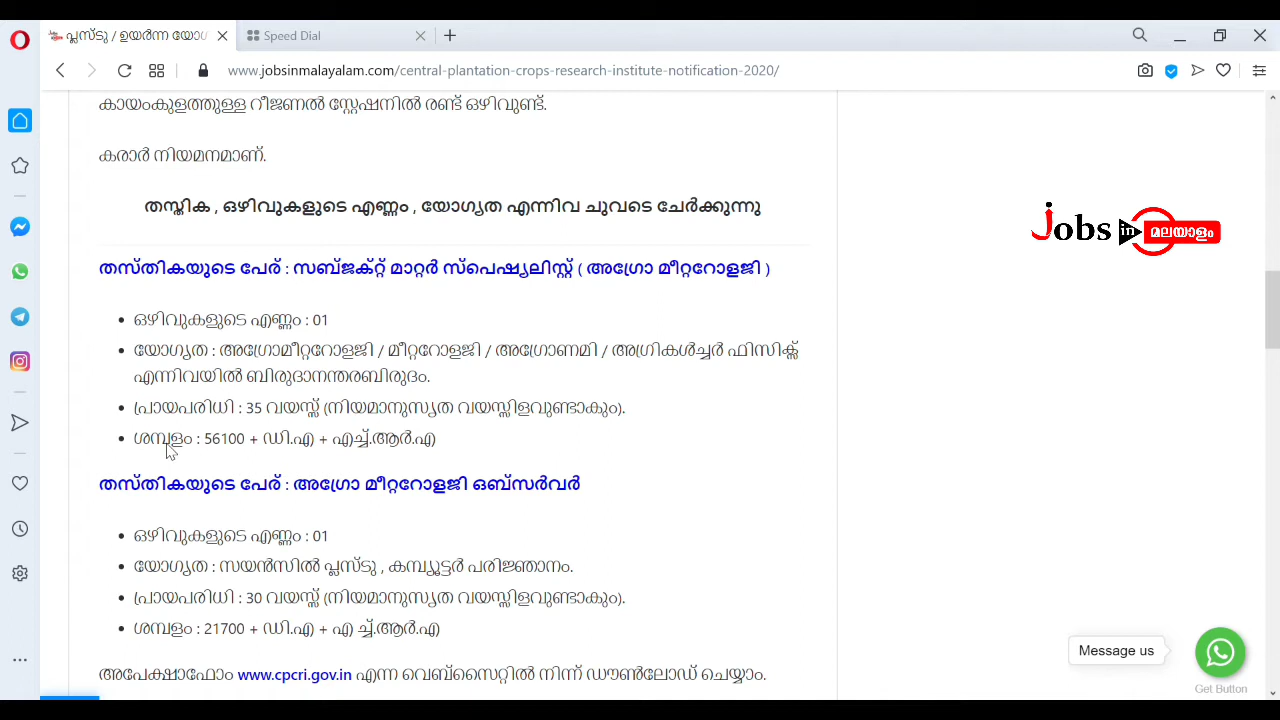 പ്ലസ്ടു / ഉയർന്ന യോഗ
Speed Dial
www.jobsinmalayalam.com/central-plantation-crops-research-institute-notification-2020/
കായംകുളത്തുള്ള റീജണൽ സ്റ്റേഷനിൽ രണ്ട് ഒഴിവുണ്ട്.
കരാർ നിയമനമാണ്.
തസ്തിക , ഒഴിവുകളുടെ എണ്ണം , യോഗ്യത എന്നിവ ചുവടെ ചേർക്കുന്നു
Jobs in മലയാളം
തസ്തികയുടെ പേര് : സബ്ജക്റ്റ് മാറ്റർ സ്പെഷ്യലിസ്റ്റ് ( അഗ്രോ മീറ്ററോളജി )
• ഒഴിവുകളുടെ എണ്ണം : 01
• യോഗ്യത : അഗ്രോമീറ്ററോളജി / മീറ്ററോളജി / അഗ്രോണമി / അഗ്രികൾച്ചർ ഫിസിക്സ്
എന്നിവയിൽ ബിരുദാനന്തരബിരുദം.
• പ്രായപരിധി : 35 വയസ്സ് (നിയമാനുസൃത വയസ്സിളവുണ്ടാകും).
• ശമ്പളം : 56100 + ഡി.എ + എച്ച്.ആർ.എ
തസ്തികയുടെ പേര് : അഗ്രോ മീറ്ററോളജി ഒബ്സർവർ
• ഒഴിവുകളുടെ എണ്ണം : 01
• യോഗ്യത : സയൻസിൽ പ്ലസ്ടു , കമ്പ്യൂട്ടർ പരിജ്ഞാനം.
• പ്രായപരിധി : 30 വയസ്സ് (നിയമാനുസൃത വയസ്സിളവുണ്ടാകും).
• ശമ്പളം : 21700 + ഡി.എ + എ ച്ച്.ആർ.എ
Message us
അപേക്ഷാഫോം www.cpcri.gov.in എന്ന വെബ്സൈറ്റിൽ നിന്ന് ഡൗൺലോഡ് ചെയ്യാം.
Get Button